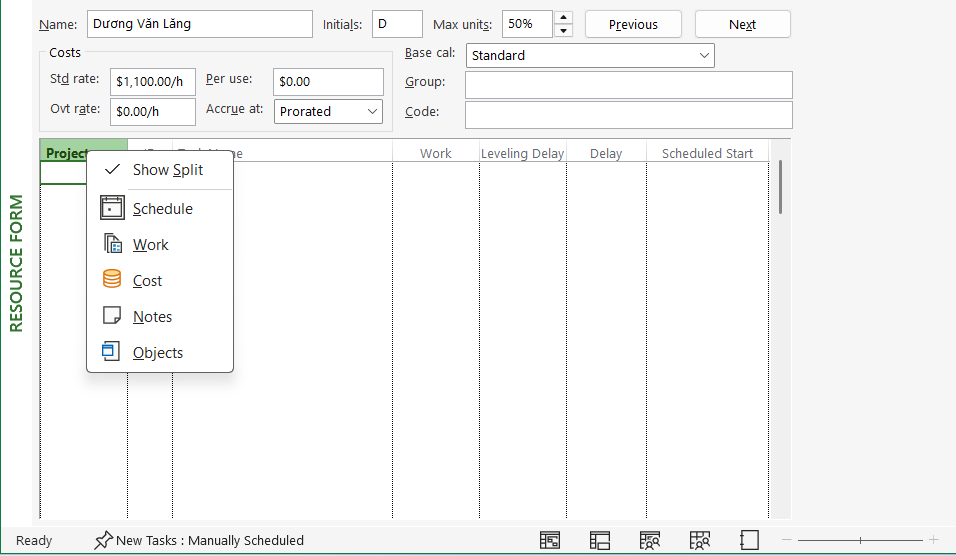 Name: Dương Văn Lăng Initials: D Max units: 50% Previous Next
Costs
Std rate: $1,100.00/h Per use: $0.00
Ovt rate: $0.00/h Accrue at: Prorated
Base cal: Standard
Group:
Code:
Project Work Leveling Delay Delay Scheduled Start
Show Split
Schedule
Work
Cost
Notes
Objects
RESOURCE FORM
Ready New Tasks : Manually Scheduled